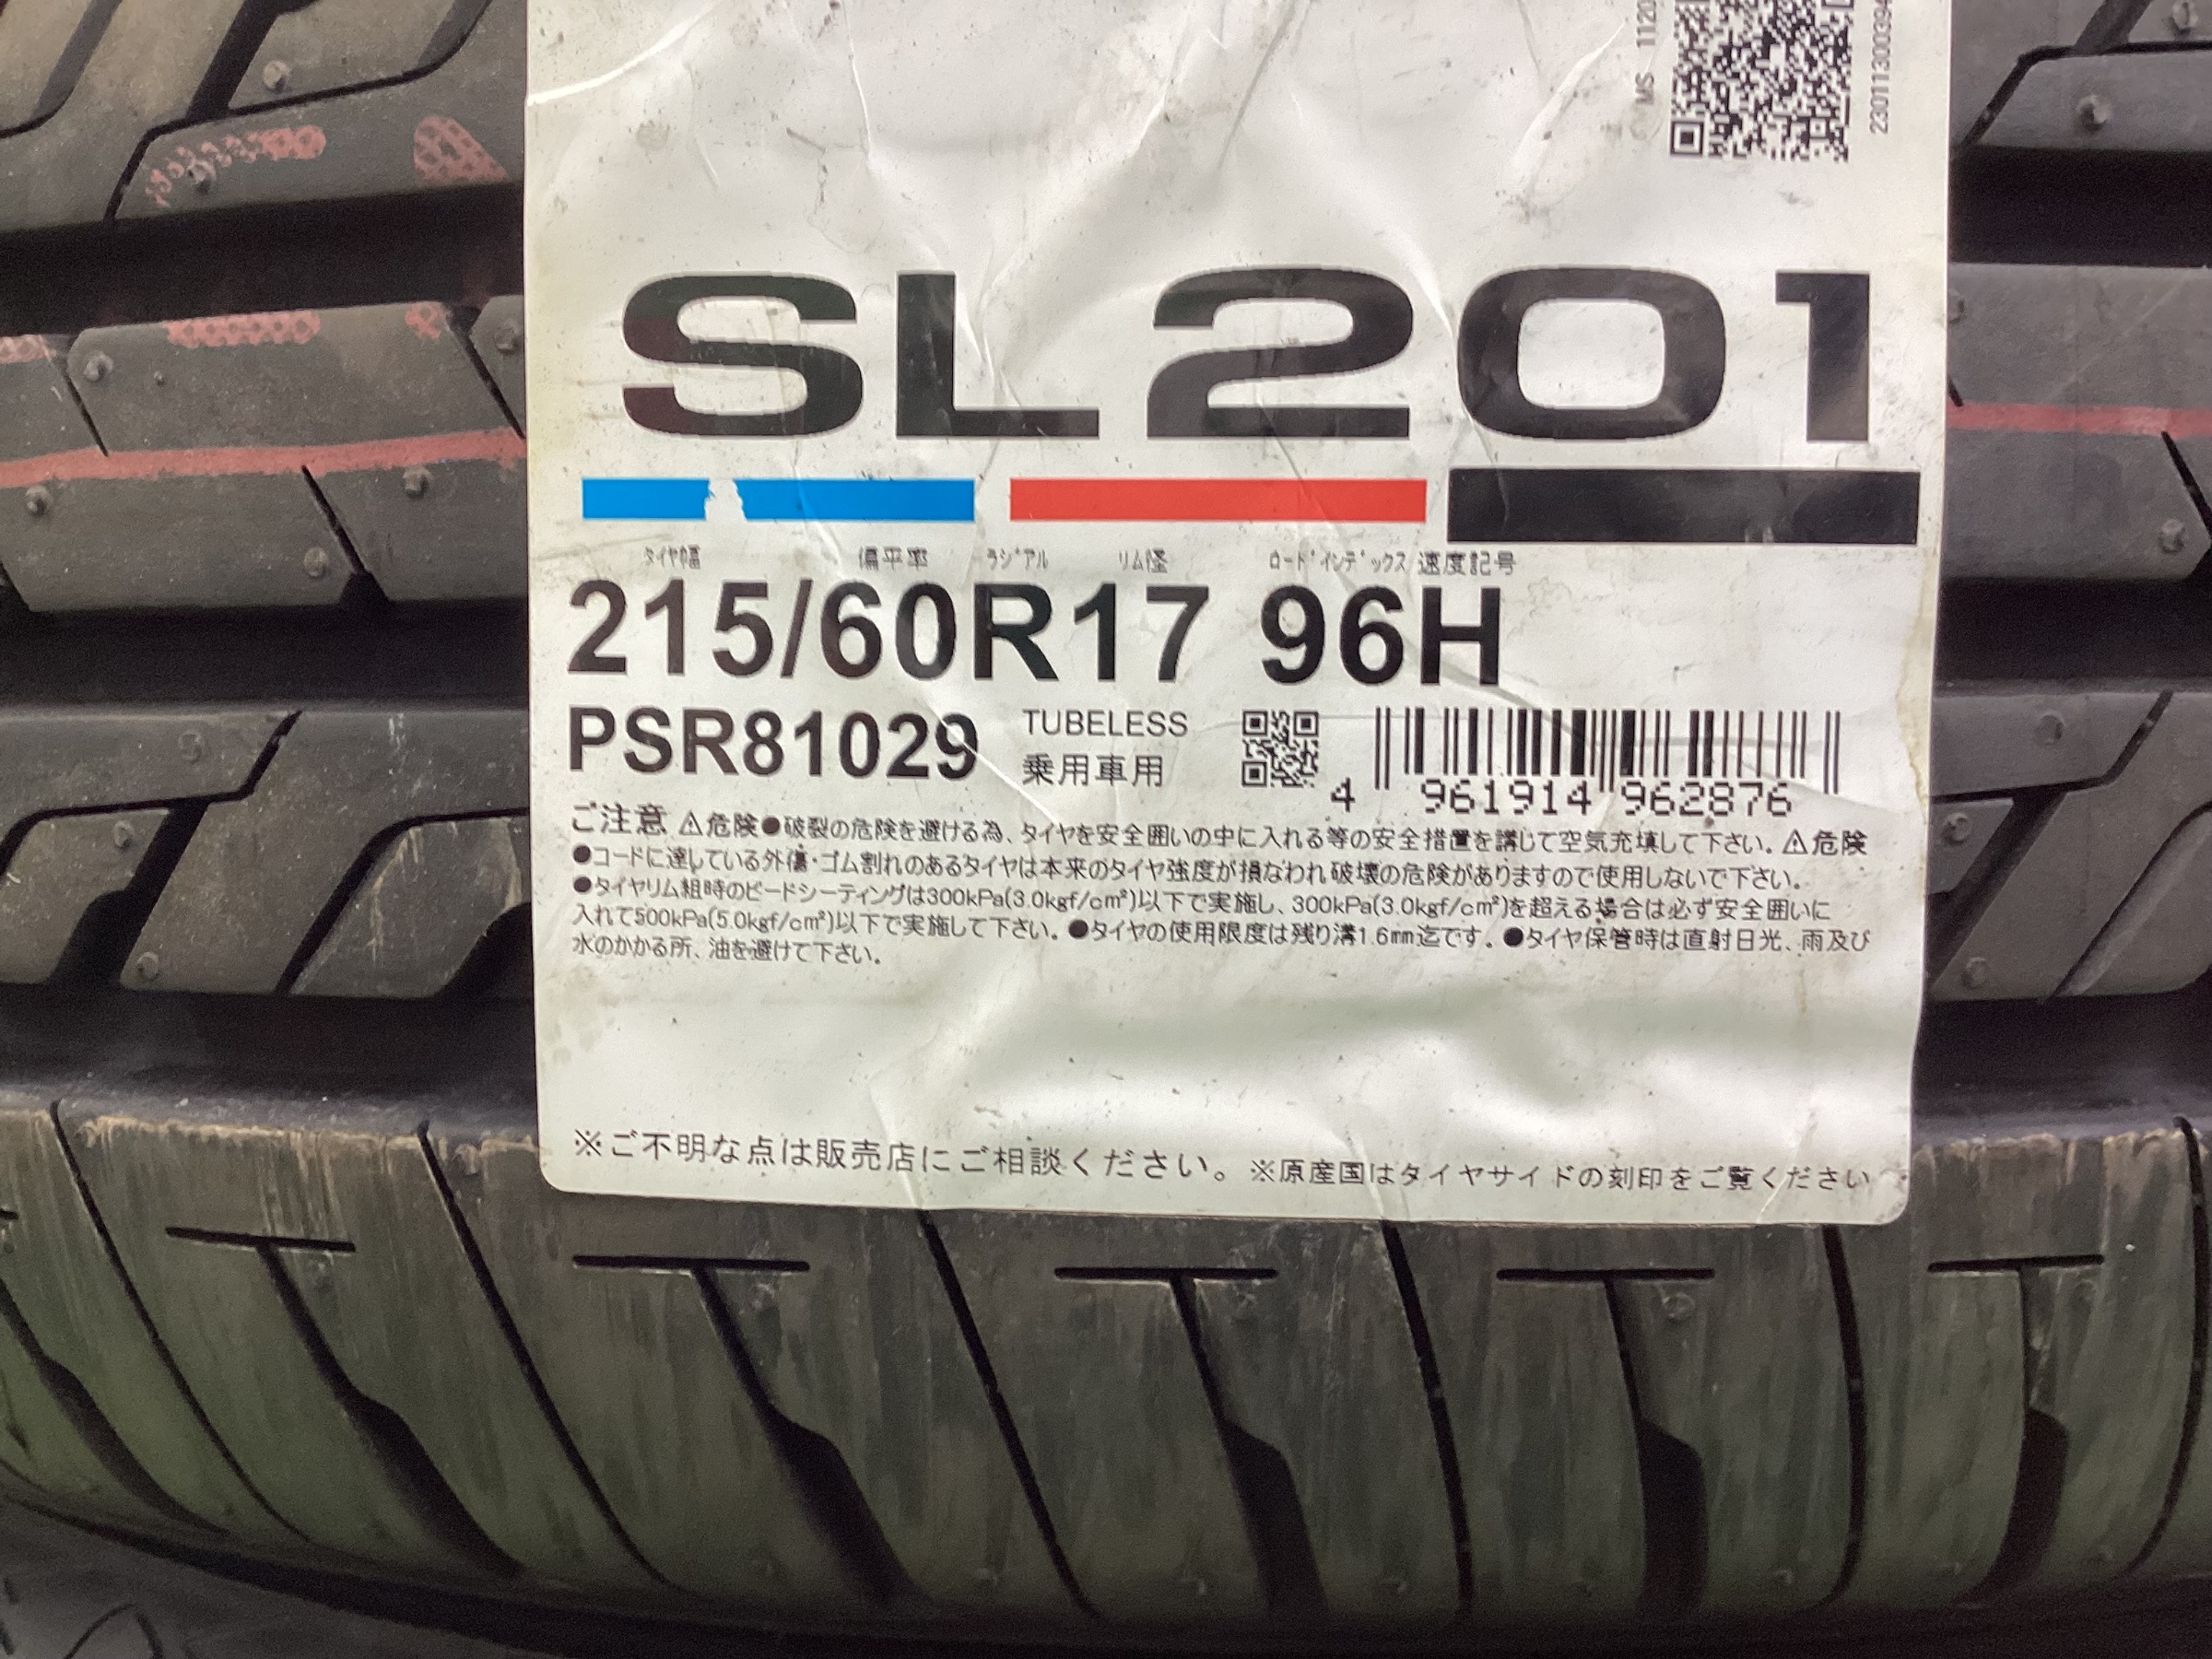 MS 1120
2301130039
SL201
タイヤ幅 偏平率 ラジアル リム径 ロードインデックス 速度記号
215/60R17 96H
PSR81029 TUBELESS
乗用車用
4 961914 962876
ご注意 ⚠危険●破裂の危険を避ける為、タイヤを安全囲いの中に入れる等の安全措置を講じて空気充填して下さい。⚠危険
●コードに達している外傷・ゴム割れのあるタイヤは本来のタイヤ強度が損なわれ破壊の危険がありますので使用しないで下さい。
●タイヤリム組時のビードシーティングは300kPa(3.0kgf/c㎡)以下で実施し、300kPa(3.0kgf/c㎡)を超える場合は必ず安全囲いに
入れて500kPa(5.0kgf/c㎡)以下で実施して下さい。●タイヤの使用限度は残り溝1.6mm迄です。●タイヤ保管時は直射日光、雨及び
水のかかる所、油を避けて下さい。
※ご不明な点は販売店にご相談ください。※原産国はタイヤサイドの刻印をご覧ください